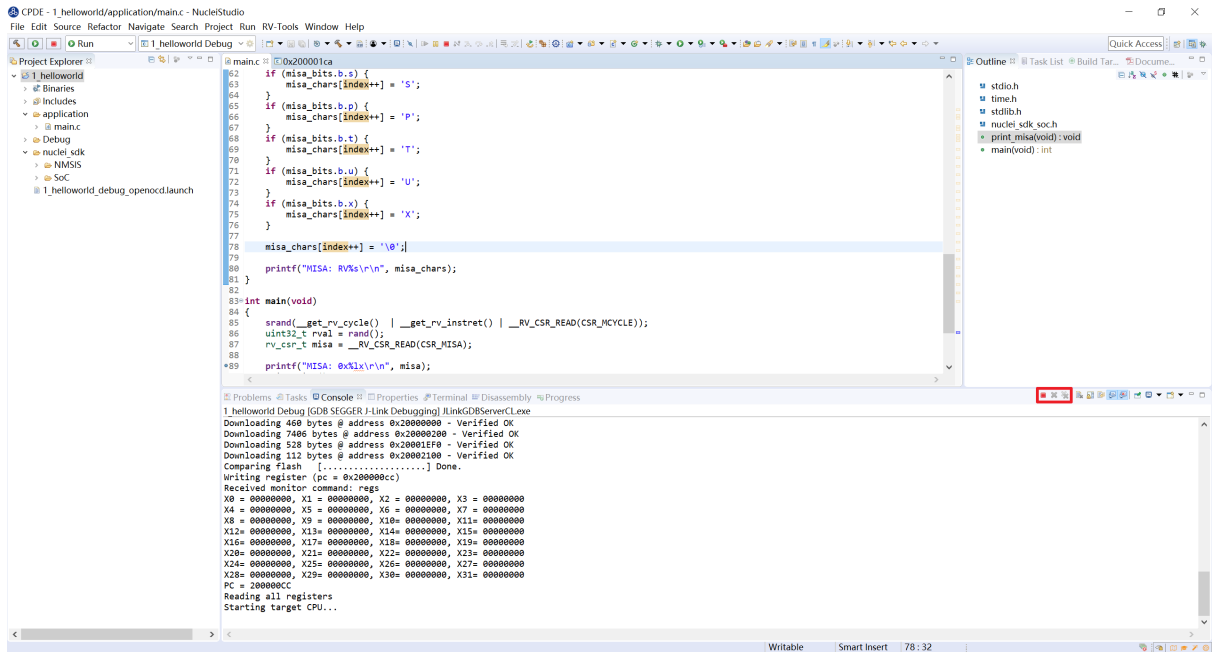 CPDE - 1_helloworld/application/main.c - NucleiStudio
File Edit Source Refactor Navigate Search Project Run RV-Tools Window Help
Run
1_helloworld Debug
Quick Access
Project Explorer
1_helloworld
Binaries
Includes
application
main.c
Debug
nuclei_sdk
NMSIS
SoC
1_helloworld_debug_openocd.launch
main.c
0x200001ca
62 if (misa_bits.b.s) {
63 misa_chars[index++] = 'S';
64 }
65 if (misa_bits.b.p) {
66 misa_chars[index++] = 'P';
67 }
68 if (misa_bits.b.t) {
69 misa_chars[index++] = 'T';
70 }
71 if (misa_bits.b.u) {
72 misa_chars[index++] = 'U';
73 }
74 if (misa_bits.b.x) {
75 misa_chars[index++] = 'X';
76 }
77
78 misa_chars[index++] = '\0';
79
80 printf("MISA: RV%s\r\n", misa_chars);
81 }
82
83 int main(void)
84 {
85 srand(__get_rv_cycle() | __get_rv_instret() | __RV_CSR_READ(CSR_MCYCLE));
86 uint32_t rval = rand();
87 rv_csr_t misa = __RV_CSR_READ(CSR_MISA);
88
89 printf("MISA: 0x%lx\r\n", misa);
Outline Task List Build Tar... Docume...
stdio.h
time.h
stdlib.h
nuclei_sdk_soc.h
print_misa(void) : void
main(void) : int
Problems Tasks Console Properties Terminal Disassembly Progress
1_helloworld Debug [GDB SEGGER J-Link Debugging] JLinkGDBServerCL.exe
Downloading 460 bytes @ address 0x20000000 - Verified OK
Downloading 7406 bytes @ address 0x20000200 - Verified OK
Downloading 528 bytes @ address 0x20001EF0 - Verified OK
Downloading 112 bytes @ address 0x20002100 - Verified OK
Comparing flash [....................] Done.
Writing register (pc = 0x200000cc)
Received monitor command: regs
X0 = 00000000, X1 = 00000000, X2 = 00000000, X3 = 00000000
X4 = 00000000, X5 = 00000000, X6 = 00000000, X7 = 00000000
X8 = 00000000, X9 = 00000000, X10= 00000000, X11= 00000000
X12= 00000000, X13= 00000000, X14= 00000000, X15= 00000000
X16= 00000000, X17= 00000000, X18= 00000000, X19= 00000000
X20= 00000000, X21= 00000000, X22= 00000000, X23= 00000000
X24= 00000000, X25= 00000000, X26= 00000000, X27= 00000000
X28= 00000000, X29= 00000000, X30= 00000000, X31= 00000000
PC = 200000CC
Reading all registers
Starting target CPU...
Writable Smart Insert 78 : 32